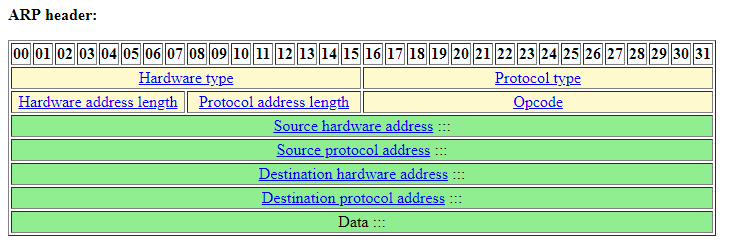 ARP header:
00 01 02 03 04 05 06 07 08 09 10 11 12 13 14 15 16 17 18 19 20 21 22 23 24 25 26 27 28 29 30 31
Hardware type Protocol type
Hardware address length Protocol address length Opcode
Source hardware address :::
Source protocol address :::
Destination hardware address :::
Destination protocol address :::
Data :::